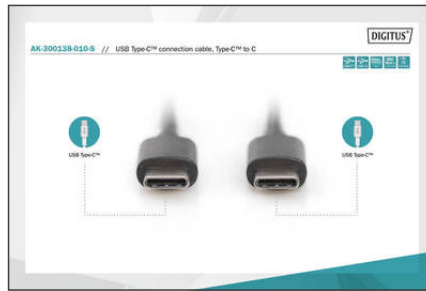 DIGITUS®
AK-300138-010-S // USB Type-C™ connection cable, Type-C™ to C
USB Type-C™
USB Type-C™